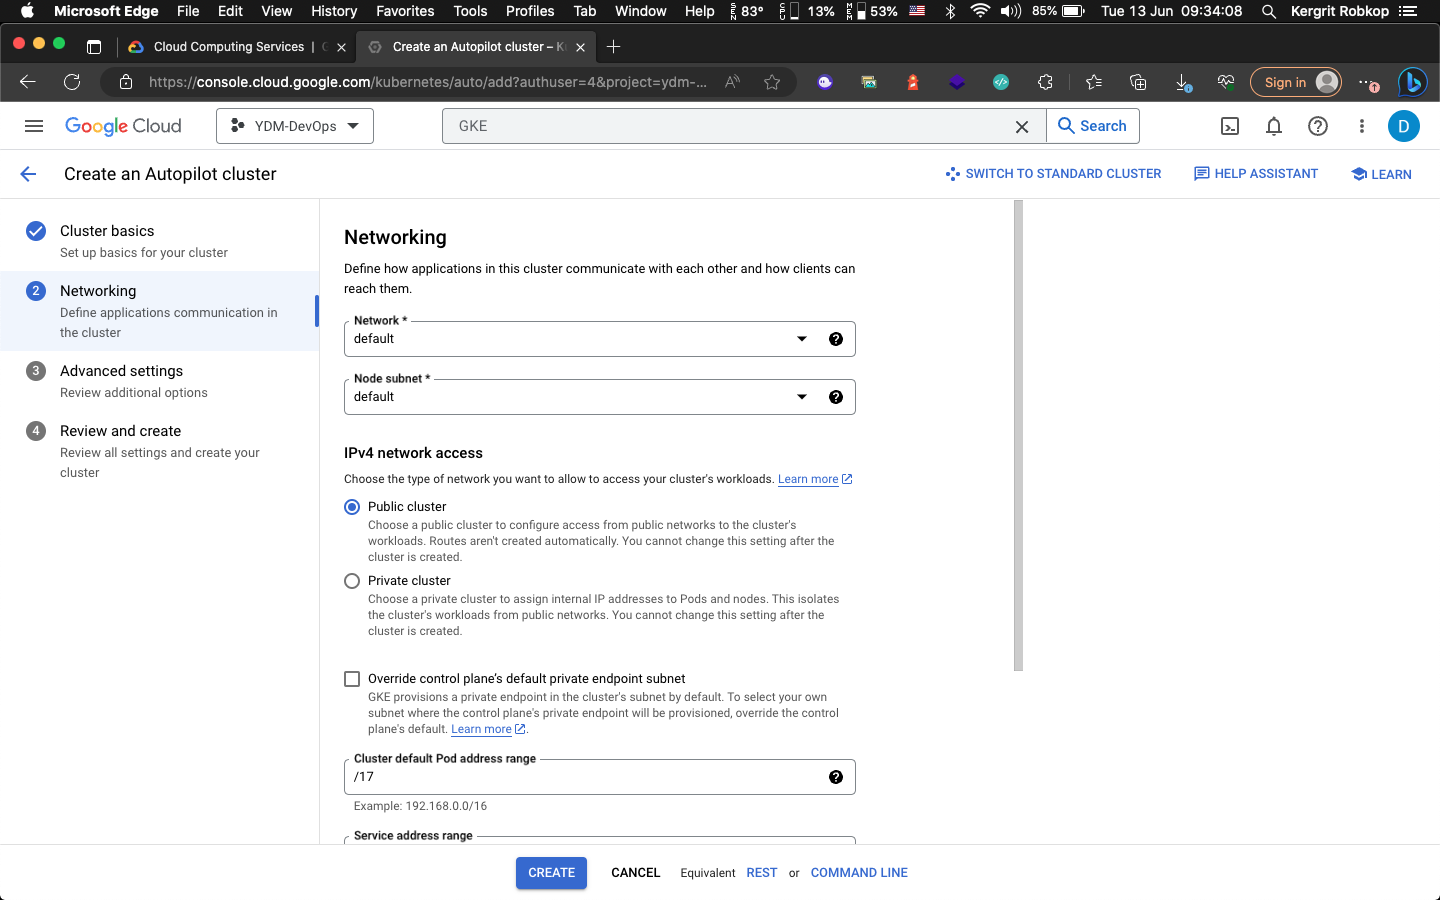 Microsoft Edge File Edit View History Favorites Tools Profiles Tab Window Help SEN 83° CPU 13% MEM 53% 85% Tue 13 Jun 09:34:08 Kergrit Robkop
Cloud Computing Services |
Create an Autopilot cluster –
https://console.cloud.google.com/kubernetes/auto/add?authuser=4&project=ydm-...
Sign in
Google Cloud
YDM-DevOps
GKE
Search
D
Create an Autopilot cluster
SWITCH TO STANDARD CLUSTER
HELP ASSISTANT
LEARN
Cluster basics
Set up basics for your cluster
2
Networking
Define applications communication in
the cluster
3
Advanced settings
Review additional options
4
Review and create
Review all settings and create your
cluster
Networking
Define how applications in this cluster communicate with each other and how clients can
reach them.
Network *
default
Node subnet *
default
IPv4 network access
Choose the type of network you want to allow to access your cluster's workloads. Learn more
Public cluster
Choose a public cluster to configure access from public networks to the cluster's
workloads. Routes aren't created automatically. You cannot change this setting after the
cluster is created.
Private cluster
Choose a private cluster to assign internal IP addresses to Pods and nodes. This isolates
the cluster's workloads from public networks. You cannot change this setting after the
cluster is created.
Override control plane's default private endpoint subnet
GKE provisions a private endpoint in the cluster's subnet by default. To select your own
subnet where the control plane's private endpoint will be provisioned, override the control
plane's default. Learn more.
Cluster default Pod address range
/17
Example: 192.168.0.0/16
Service address range
CREATE CANCEL Equivalent REST or COMMAND LINE